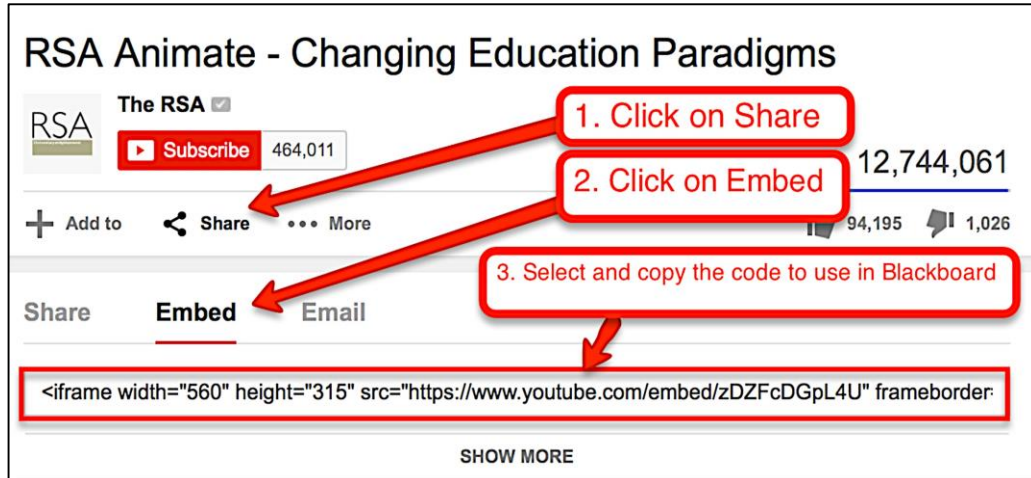 RSA Animate - Changing Education Paradigms
The RSA
RSA
Subscribe 464,011
1. Click on Share
12,744,061
2. Click on Embed
Add to Share More
94,195 1,026
3. Select and copy the code to use in Blackboard
Share Embed Email
<iframe width="560" height="315" src="https://www.youtube.com/embed/zDZFcDGpL4U" frameborder=
SHOW MORE